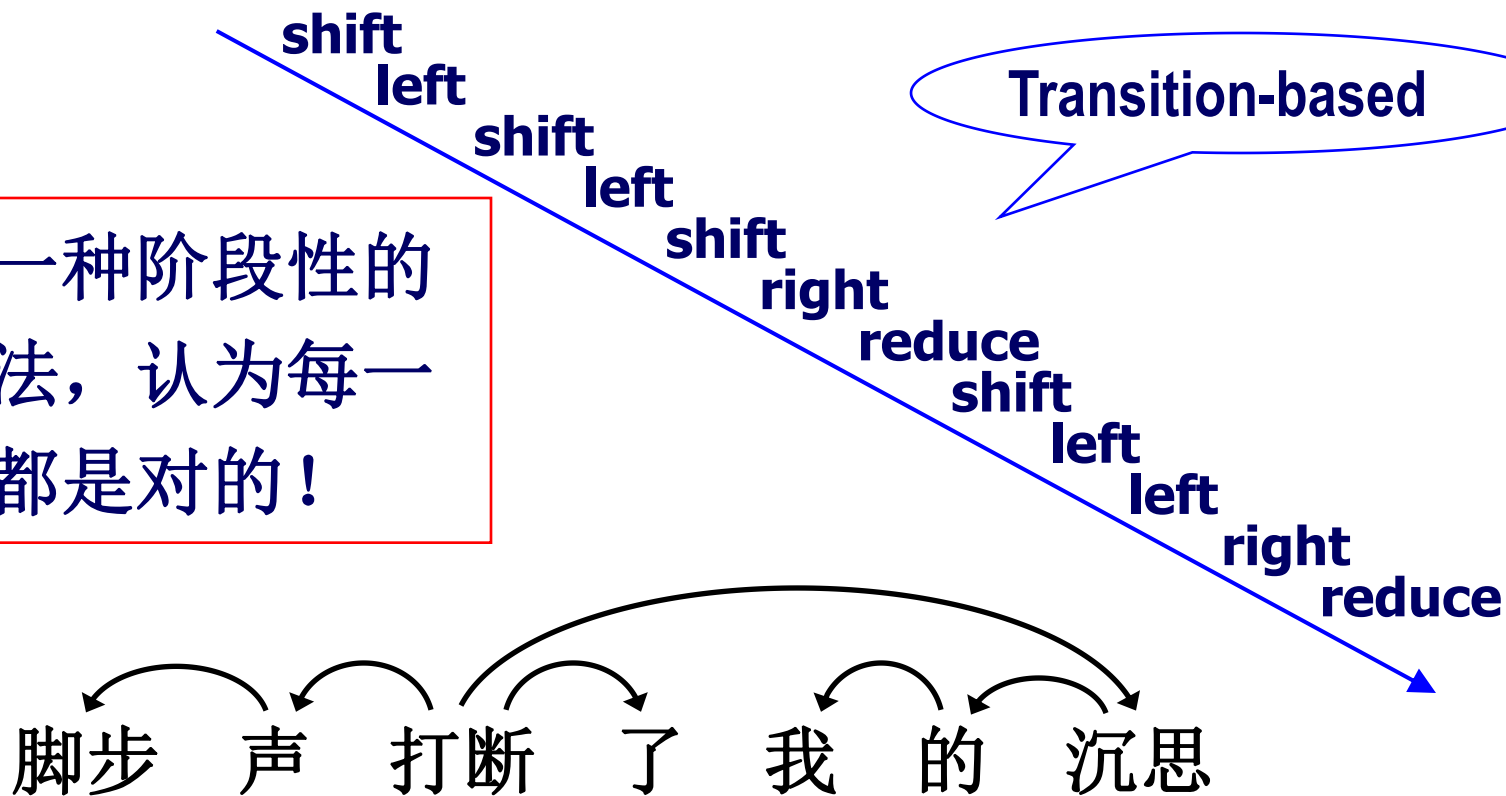 shift
left
shift
left
shift
right
reduce
shift
left
left
right
reduce
Transition-based
一种阶段性的
法，认为每一
都是对的！
脚步 声 打断 了 我 的 沉思